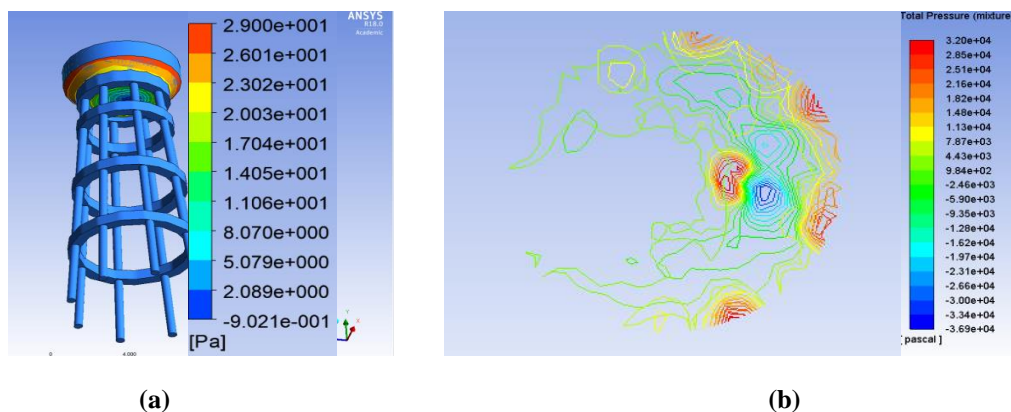 ANSYS
R18.0
Academic
2.900e+001
2.601e+001
2.302e+001
2.003e+001
1.704e+001
1.405e+001
1.106e+001
8.070e+000
5.079e+000
2.089e+000
-9.021e-001
[Pa]
0
4.000
Total Pressure (mixture
3.20e+04
2.85e+04
2.51e+04
2.16e+04
1.82e+04
1.48e+04
1.13e+04
7.87e+03
4.43e+03
9.84e+02
-2.46e+03
-5.90e+03
-9.35e+03
-1.28e+04
-1.62e+04
-1.97e+04
-2.31e+04
-2.66e+04
-3.00e+04
-3.34e+04
-3.69e+04
[ pascal ]
(a)
(b)